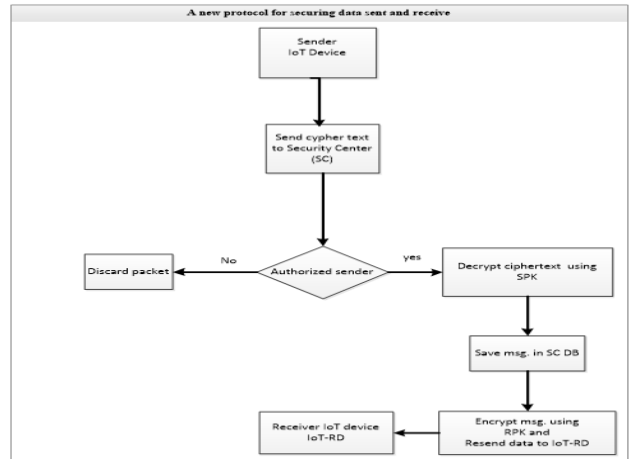 A new protocol for securing data sent and receive
Sender
IoT Device
Send cypher text
to Security Center
(SC)
No
yes
Discard packet
Authorized sender
Decrypt ciphertext using
SPK
Save msg. in SC DB
Receiver IoT device
IoT-RD
Encrypt msg. using
RPK and
Resend data to IoT-RD